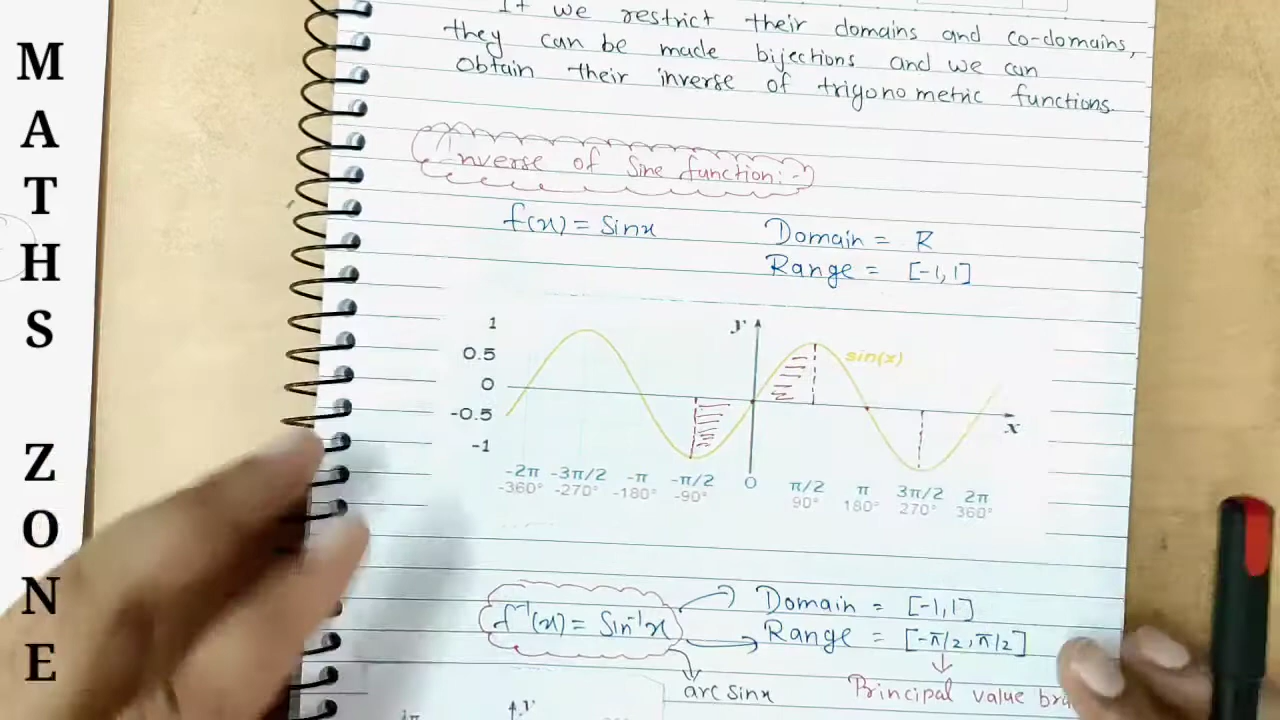 MATHS ZONE
If we restrict their domains and co-domains,
they can be made bijections and we can
obtain their inverse of trigonometric functions.
Inverse of Sine function:-
f(x) = Sinx
Domain = R
Range = [-1,1]
1
0.5
0
-0.5
-1
y
sin(x)
x
-2π -3π/2 -π -π/2 0 π/2 π 3π/2 2π
-360° -270° -180° -90° 90° 180° 270° 360°
f⁻¹(x) = Sin⁻¹x
Domain = [-1,1]
Range = [-π/2, π/2]
arc sinx
Principal value
y